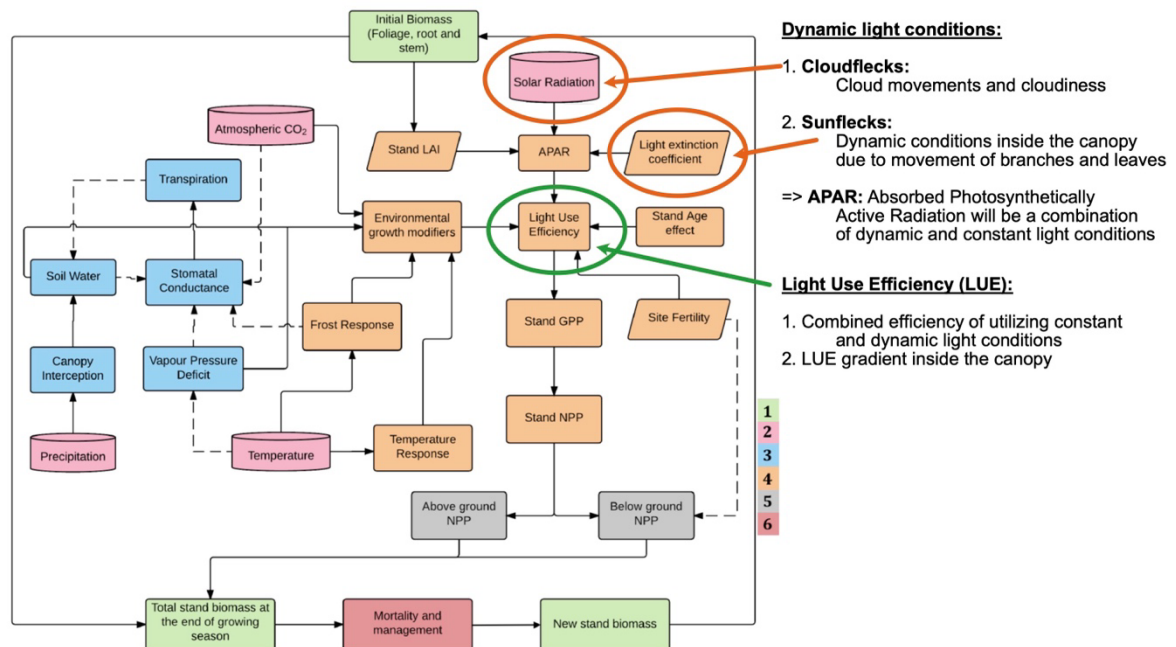 Initial Biomass
(Foliage, root and
stem)
Solar Radiation
Atmospheric CO₂
Stand LAI
APAR
Light extinction
coefficient
Transpiration
Environmental
growth modifiers
Light Use
Efficiency
Stand Age
effect
Soil Water
Stomatal
Conductance
Frost Response
Stand GPP
Site Fertility
Canopy
Interception
Vapour Pressure
Deficit
Stand NPP
Precipitation
Temperature
Temperature
Response
Above ground
NPP
Below ground
NPP
Total stand biomass at
the end of growing
season
Mortality and
management
New stand biomass
1
2
3
4
5
6
Dynamic light conditions:
1. Cloudflecks:
Cloud movements and cloudiness
2. Sunflecks:
Dynamic conditions inside the canopy
due to movement of branches and leaves
=> APAR: Absorbed Photosynthetically
Active Radiation will be a combination
of dynamic and constant light conditions
Light Use Efficiency (LUE):
1. Combined efficiency of utilizing constant
and dynamic light conditions
2. LUE gradient inside the canopy